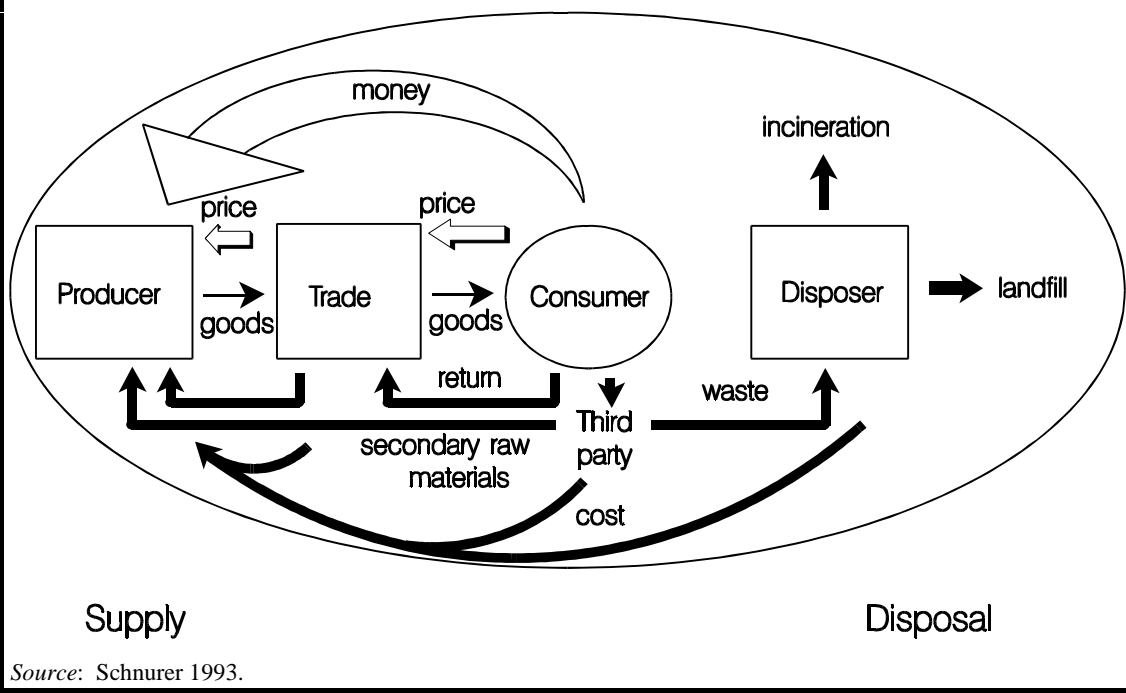 money
incineration
price
price
Producer
Trade
Consumer
Disposer
landfill
goods
goods
return
waste
Third
party
secondary raw
materials
cost
Supply
Disposal
Source: Schnurer 1993.